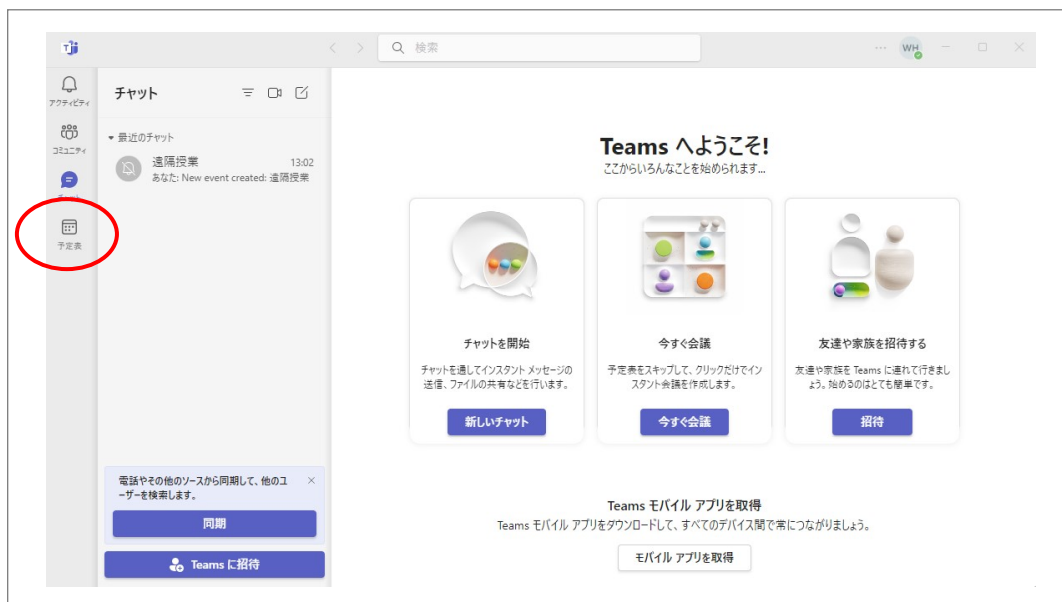 検索
WH
アクティビティ
コミュニティ
チャット
予定表
チャット
最近のチャット
遠隔授業 13:02
あなた: New event created: 遠隔授業
電話やその他のソースから同期して、他のユ
ーザーを検索します。
同期
Teams に招待
Teams へようこそ!
ここからいろんなことを始められます...
チャットを開始
チャットを通してインスタント メッセージの
送信、ファイルの共有などを行います。
新しいチャット
今すぐ会議
予定表をスキップして、クリックだけでイン
スタント会議を作成します。
今すぐ会議
友達や家族を招待する
友達や家族を Teams に連れて行きまし
ょう。始めるのはとても簡単です。
招待
Teams モバイル アプリを取得
Teams モバイル アプリをダウンロードして、すべてのデバイス間で常につながりましょう。
モバイル アプリを取得